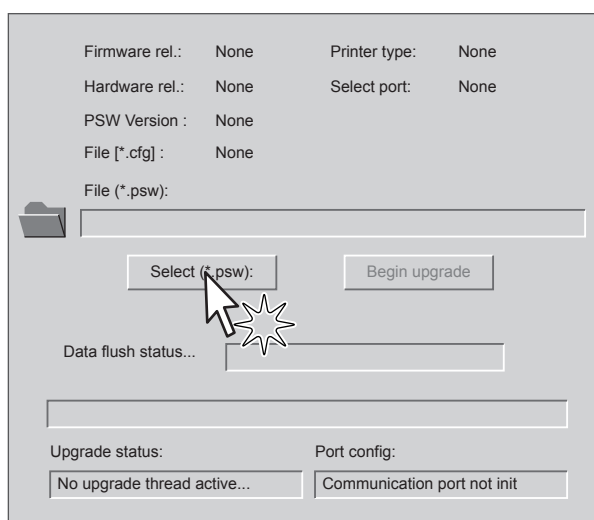 Firmware rel.: None Printer type: None
Hardware rel.: None Select port: None
PSW Version : None
File [*.cfg] : None
File (*.psw):
Select (*.psw): Begin upgrade
Data flush status...
Upgrade status: Port config:
No upgrade thread active... Communication port not init